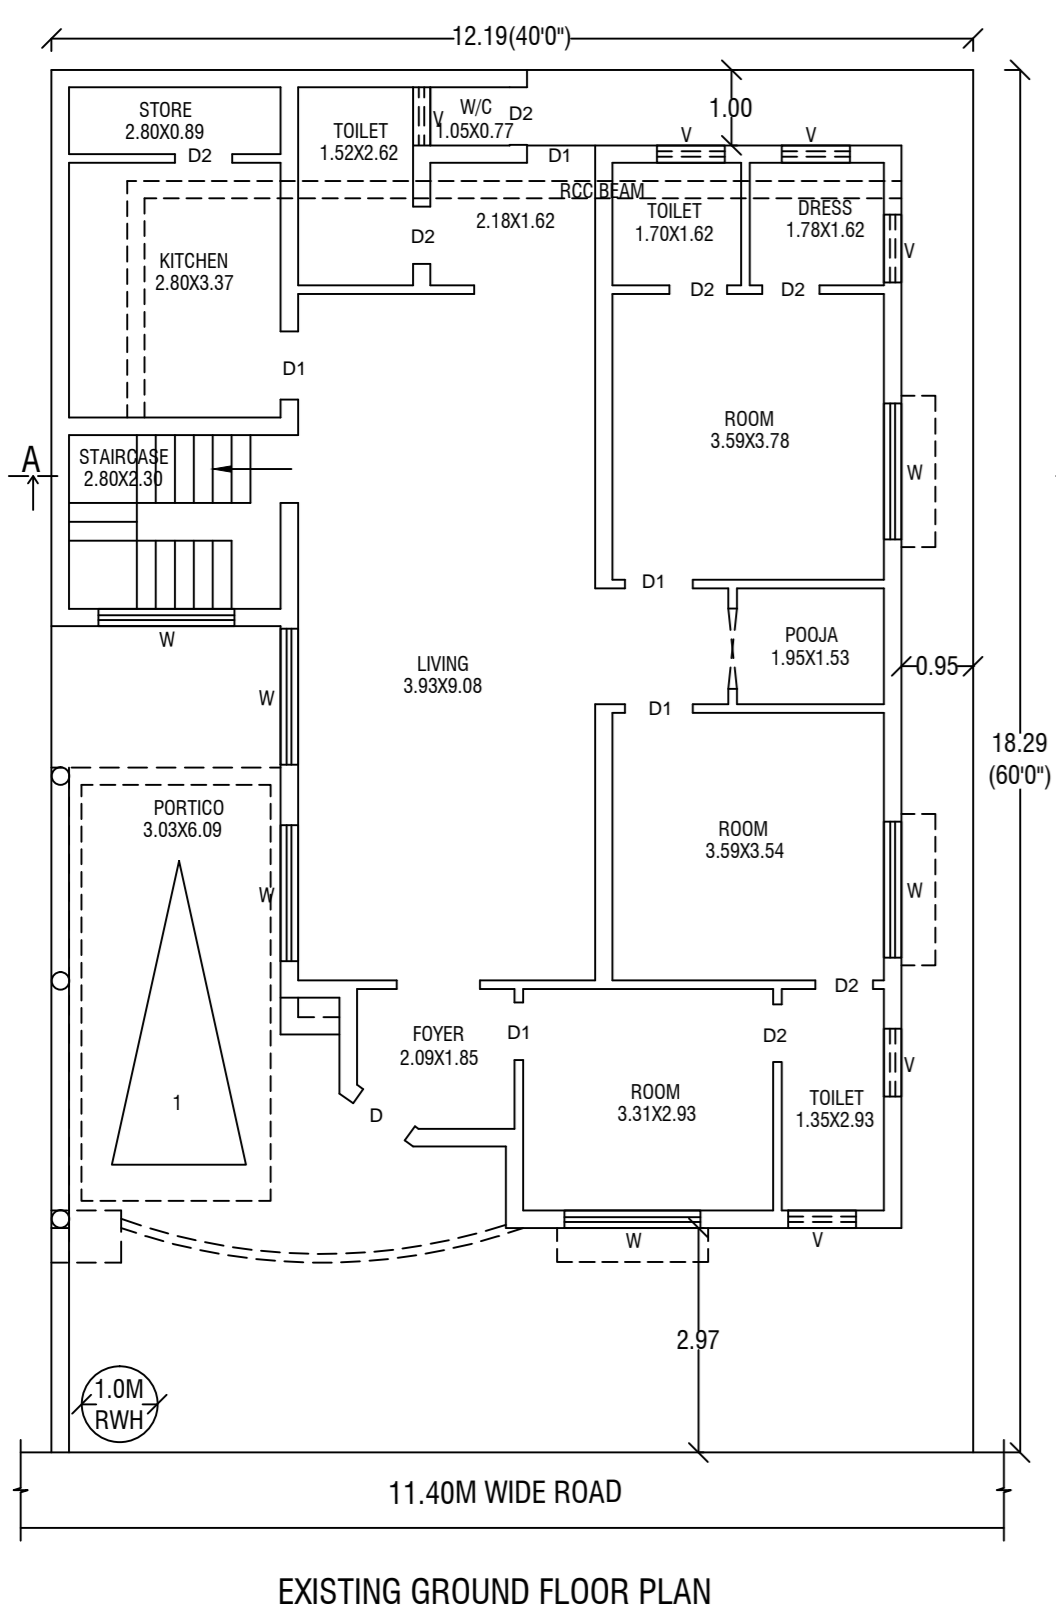 12.19(40'0")
STORE
2.80X0.89
D2
TOILET
1.52X2.62
V
W/C
1.05X0.77
D2
D1
1.00
V
V
RCC BEAM
2.18X1.62
TOILET
1.70X1.62
DRESS
1.78X1.62
V
D2
KITCHEN
2.80X3.37
D2
D2
D1
ROOM
3.59X3.78
W
A
STAIRCASE
2.80X2.30
D1
W
POOJA
1.95X1.53
LIVING
3.93X9.08
W
0.95
D1
18.29
(60'0")
PORTICO
3.03X6.09
ROOM
3.59X3.54
W
W
D2
FOYER
2.09X1.85
D1
D2
V
1
D
ROOM
3.31X2.93
TOILET
1.35X2.93
W
V
2.97
1.0M
RWH
11.40M WIDE ROAD
EXISTING GROUND FLOOR PLAN